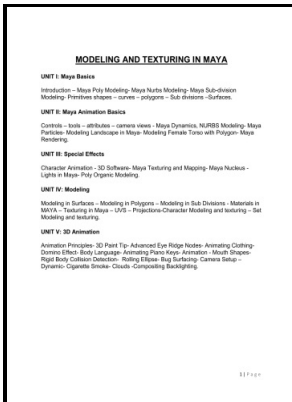 MODELING AND TEXTURING IN MAYA
UNIT I: Maya Basics
Introduction – Maya Poly Modeling- Maya Nurbs Modeling- Maya Sub-division
Modeling- Primitives shapes – curves – polygons – Sub divisions –Surfaces.
UNIT II: Maya Animation Basics
Controls – tools – attributes – camera views - Maya Dynamics, NURBS Modeling- Maya
Particles- Modeling Landscape in Maya- Modeling Female Torso with Polygon- Maya
Rendering.
UNIT III: Special Effects
Character Animation - 3D Software- Maya Texturing and Mapping- Maya Nucleus -
Lights in Maya- Poly Organic Modeling.
UNIT IV: Modeling
Modeling in Surfaces – Modeling in Polygons – Modeling in Sub Divisions - Materials in
MAYA – Texturing in Maya – UVS – Projections-Character Modeling and texturing – Set
Modeling and texturing.
UNIT V: 3D Animation
Animation Principles- 3D Paint Tip- Advanced Eye Ridge Nodes- Animating Clothing-
Domino Effect- Body Language- Animating Piano Keys- Animation - Mouth Shapes-
Rigid Body Collision Detection- Rolling Ellipse- Bug Surfacing- Camera Setup –
Dynamic- Cigarette Smoke- Clouds -Compositing Backlighting.
1 | Page